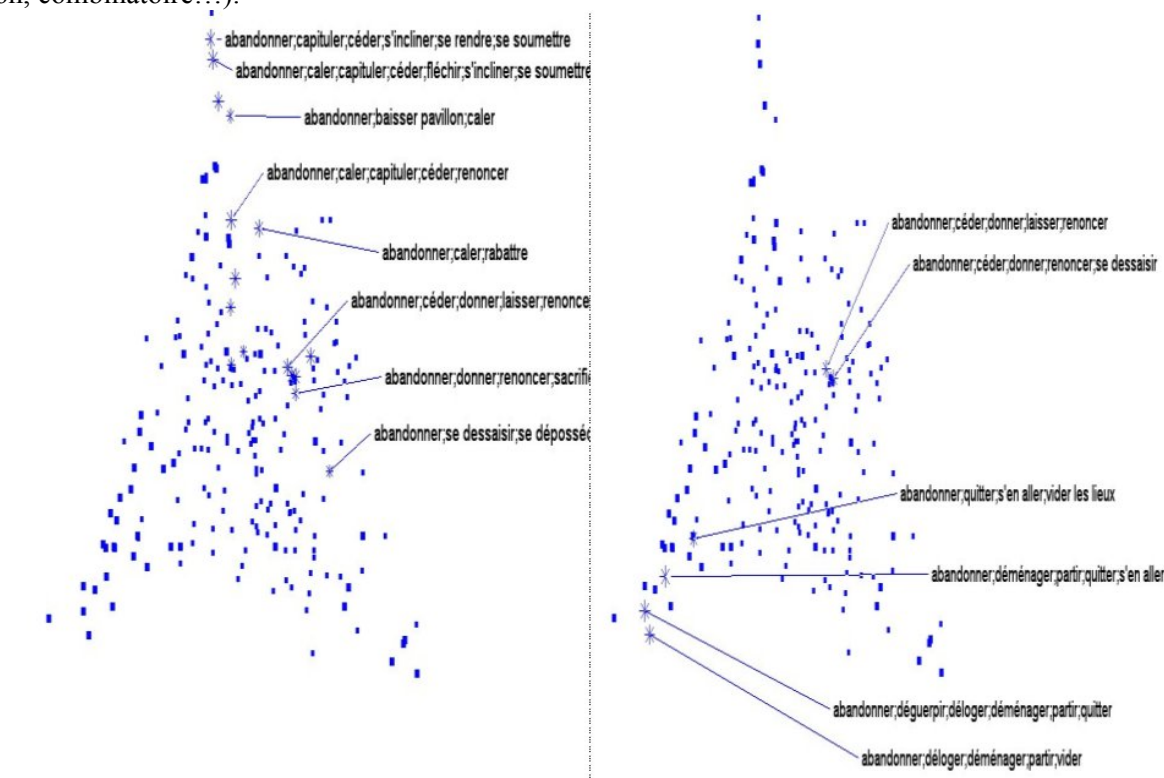 on, combinatoire…).
abandonner;capituler;céder;s'incliner;se rendre;se soumettre
abandonner;caler;capituler;céder;fléchir;s'incliner;se soumettre
abandonner;baisser pavillon;caler
abandonner;caler;capituler;céder;renoncer
abandonner;caler;rabattre
abandonner;céder;donner;laisser;renonce
abandonner;donner;renoncer;sacrifi
abandonner;se dessaisir;se dépossé
abandonner;céder;donner;laisser;renoncer
abandonner;céder;donner;renoncer;se dessaisir
abandonner;quitter;s'en aller;vider les lieux
abandonner;déménager;partir;quitter;s'en aller
abandonner;déguerpir;déloger;déménager;partir;quitter
abandonner;déloger;déménager;partir;vider